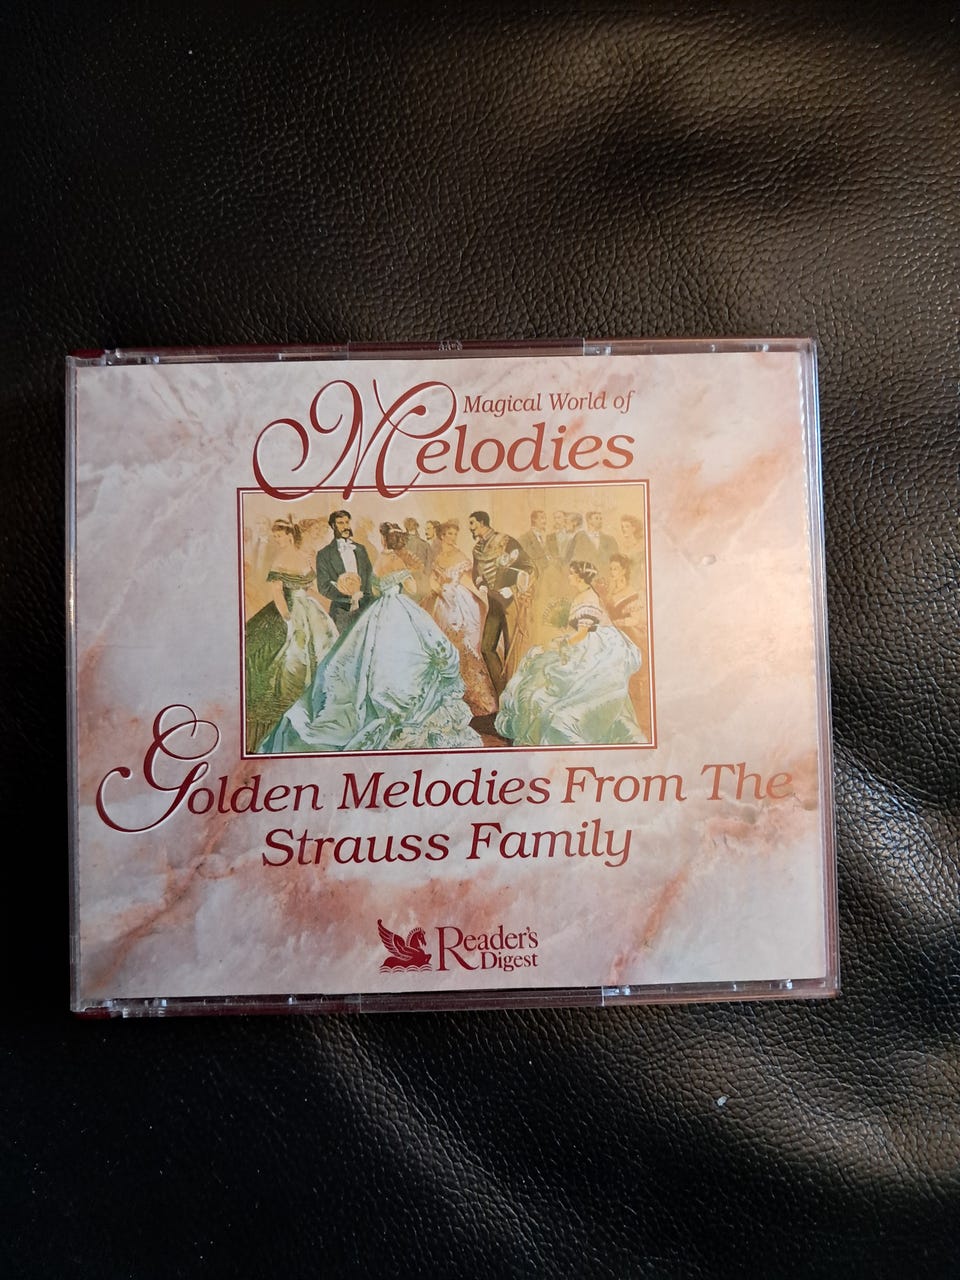 Magical World of
Melodies
Golden Melodies From The
Strauss Family
Reader's
Digest